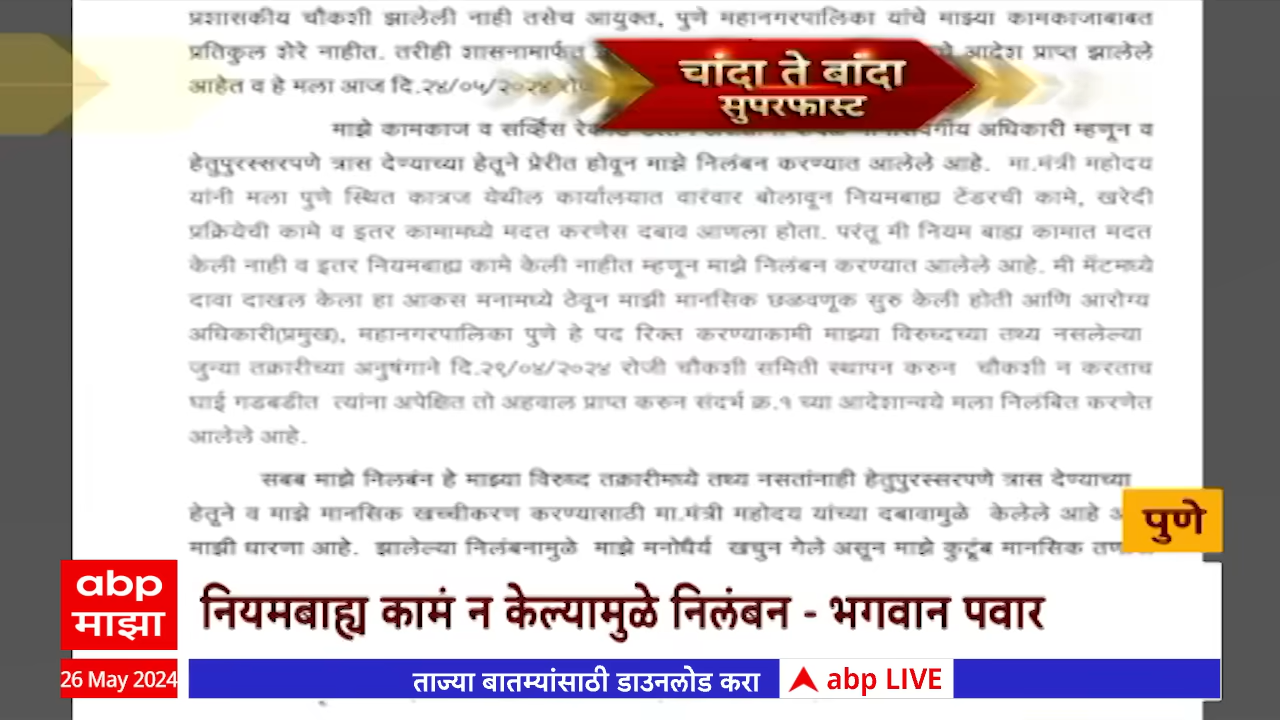 प्रशासकीय चौकशी झालेली नाही तसेच आयुक्त, पुणे महानगरपालिका यांचे माझ्या कामकाजाबाबत
प्रतिकुल शेरे नाहीत. तरीही शासनामार्फत
आदेश प्राप्त झालेले
चांदा ते बांदा
सुपरफास्ट
आहेत व हे मला आज दि.२४/०५/२०२४
माझे कामकाज व सर्व्हिस
अधिकारी म्हणून व
हेतुपुरस्सरपणे त्रास देण्याच्या हेतूने प्रेरीत होवून माझे निलंबन करण्यात आलेले आहे. मा.मंत्री महोदय
यांनी मला पुणे स्थित कात्रज येथील कार्यालयात वारंवार बोलावून नियमबाह्य टेंडरची कामे, खरेदी
प्रक्रियेची कामे व इतर कामामध्ये मदत करणेस दबाव आणला होता. परंतू मी नियम बाह्य कामात मदत
केली नाही व इतर नियमबाह्य कामे केली नाहीत म्हणून माझे निलंबन करण्यात आलेले आहे. मी मॅटमध्ये
दावा दाखल केला हा आकस मनामध्ये ठेवून माझी मानसिक छळवणूक सुरु केली होती आणि आरोग्य
अधिकारी(प्रमुख), महानगरपालिका पुणे हे पद रिक्त करण्याकामी माझ्या विरुध्दच्या तथ्य नसलेल्या
जुन्या तक्रारीच्या अनुषंगाने दि.२९/०४/२०२४ रोजी चौकशी समिती स्थापन करुन चौकशी न करताच
घाई गडबडीत त्यांना अपेक्षित तो अहवाल प्राप्त करुन संदर्भ क्र.१ च्या आदेशान्वये मला निलंबित करणेत
आलेले आहे.
सबब माझे निलबंन हे माझ्या विरुध्द तक्रारीमध्ये तथ्य नसतांनाही हेतुपुरस्सरपणे त्रास देण्याच्या
हेतूने व माझे मानसिक खच्चीकरण करण्यासाठी मा.मंत्री महोदय यांच्या दबावामुळे केलेले आहे
पुणे
माझी धारणा आहे. झालेल्या निलंबनामुळे माझे मनोधैर्य खचुन गेले असून माझे कुटूंब मानसिक
abp
माझा
नियमबाह्य कामं न केल्यामुळे निलंबन - भगवान पवार
26 May 2024
ताज्या बातम्यांसाठी डाउनलोड करा
abp LIVE